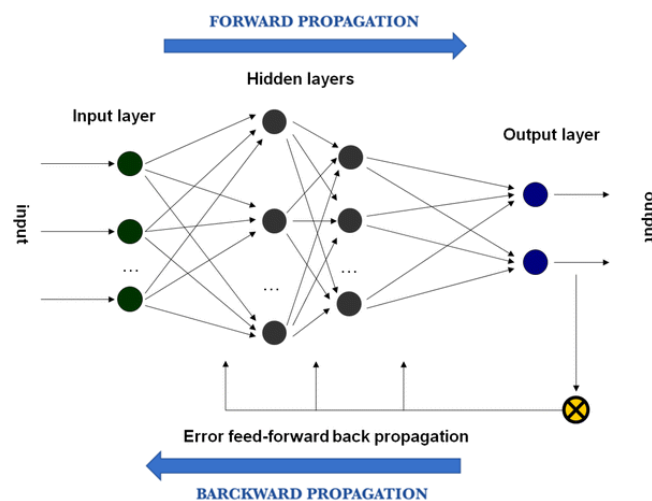 FORWARD PROPAGATION
Hidden layers
Input layer
Output layer
input
output
...
...
...
Error feed-forward back propagation
BARCKWARD PROPAGATION